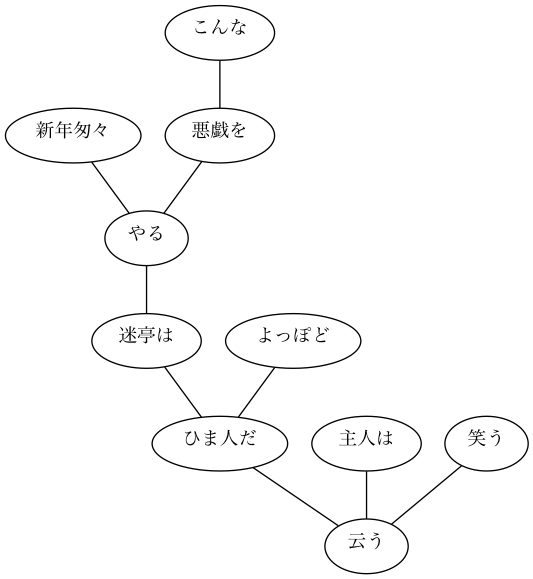 こんな
新年匆々
悪戯を
やる
迷亭は
よっぽど
ひま人だ
主人は
笑う
云う